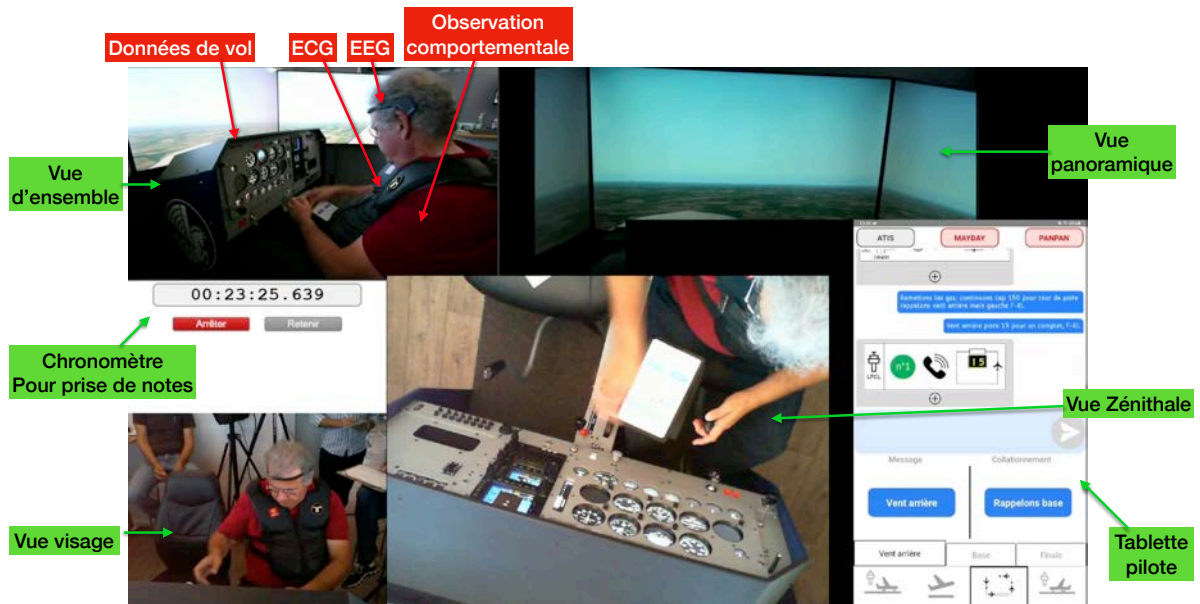 Observation
comportementale
Données de vol
ECG
EEG
Vue
d'ensemble
Vue
panoramique
ATIS
MAYDAY
PANPAN
00:23:25.639
Arrêter
Retenir
Remettons les gaz, continuons cap 150 pour tour de piste
rappelons vent arrière main gauche F-KL.
Vent arrière piste 15 pour un complet, F-KL.
Chronomètre
Pour prise de notes
LFCL
n°1
15
Vue Zénithale
Message
Collationnement
Vent arrière
Rappelons base
Vue visage
Tablette
pilote
Vent arrière
Base
Finale